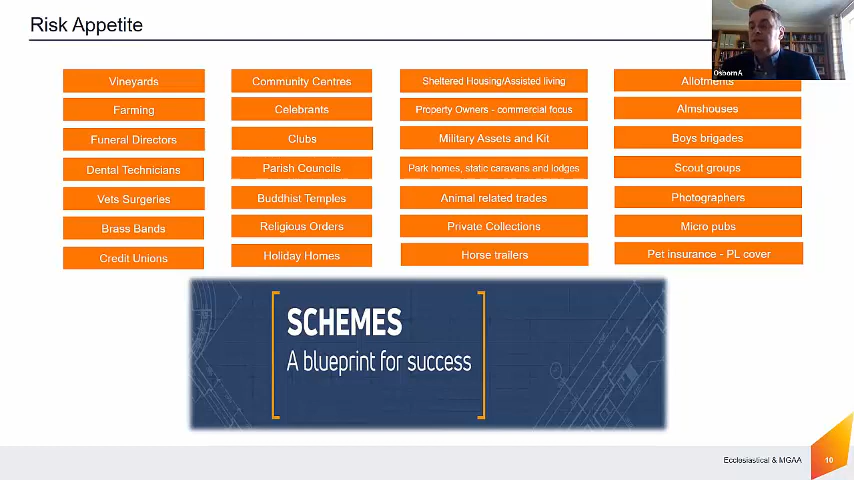 Risk Appetite
OsbornA
Vineyards
Community Centres
Sheltered Housing/Assisted living
Allotments
Farming
Celebrants
Property Owners - commercial focus
Almshouses
Funeral Directors
Clubs
Military Assets and Kit
Boys brigades
Dental Technicians
Parish Councils
Park homes, static caravans and lodges
Scout groups
Vets Surgeries
Buddhist Temples
Animal related trades
Photographers
Brass Bands
Religious Orders
Private Collections
Micro pubs
Credit Unions
Holiday Homes
Horse trailers
Pet insurance - PL cover
SCHEMES
A blueprint for success
Ecclesiastical & MGAA
10